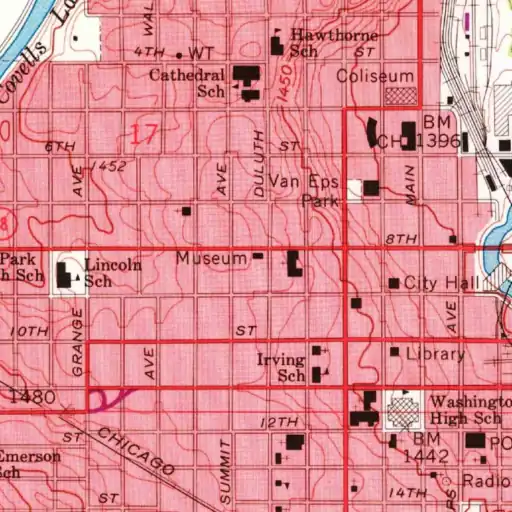 Covells
WAL
Hawthorne
Sch
4TH
WT
ST
Cathedral
Sch
1450
Coliseum
17
BM
CH 1396
6TH
ST
1452
AVE
AVE
DULUTH
Van Eps
Park
MAIN
8TH
Park
h Sch
Lincoln
Sch
Museum
City Hall
GRANGE
AVE
10TH
ST
AVE
Irving
Sch
Library
1480
Washingto
High Sch
12TH
ST
CHICAGO
SUMMIT
BM
1442
PO
Emerson
Sch
Radio
14TH
ST